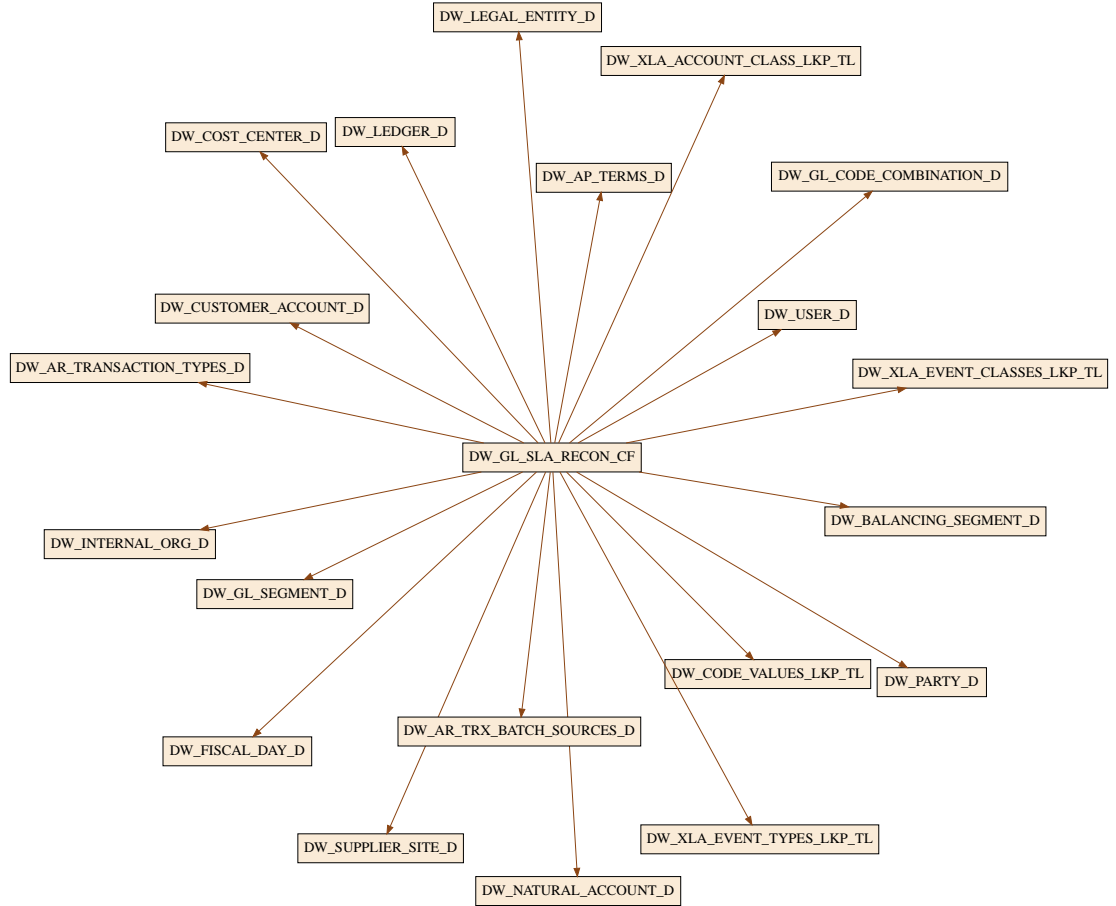 DW_LEGAL_ENTITY_D
DW_XLA_ACCOUNT_CLASS_LKP_TL
DW_LEDGER_D
DW_COST_CENTER_D
DW_AP_TERMS_D
DW_GL_CODE_COMBINATION_D
DW_CUSTOMER_ACCOUNT_D
DW_USER_D
DW_AR_TRANSACTION_TYPES_D
DW_XLA_EVENT_CLASSES_LKP_TL
DW_GL_SLA_RECON_CF
DW_BALANCING_SEGMENT_D
DW_INTERNAL_ORG_D
DW_GL_SEGMENT_D
DW_CODE_VALUES_LKP_TL
DW_PARTY_D
DW_AR_TRX_BATCH_SOURCES_D
DW_FISCAL_DAY_D
DW_XLA_EVENT_TYPES_LKP_TL
DW_SUPPLIER_SITE_D
DW_NATURAL_ACCOUNT_D